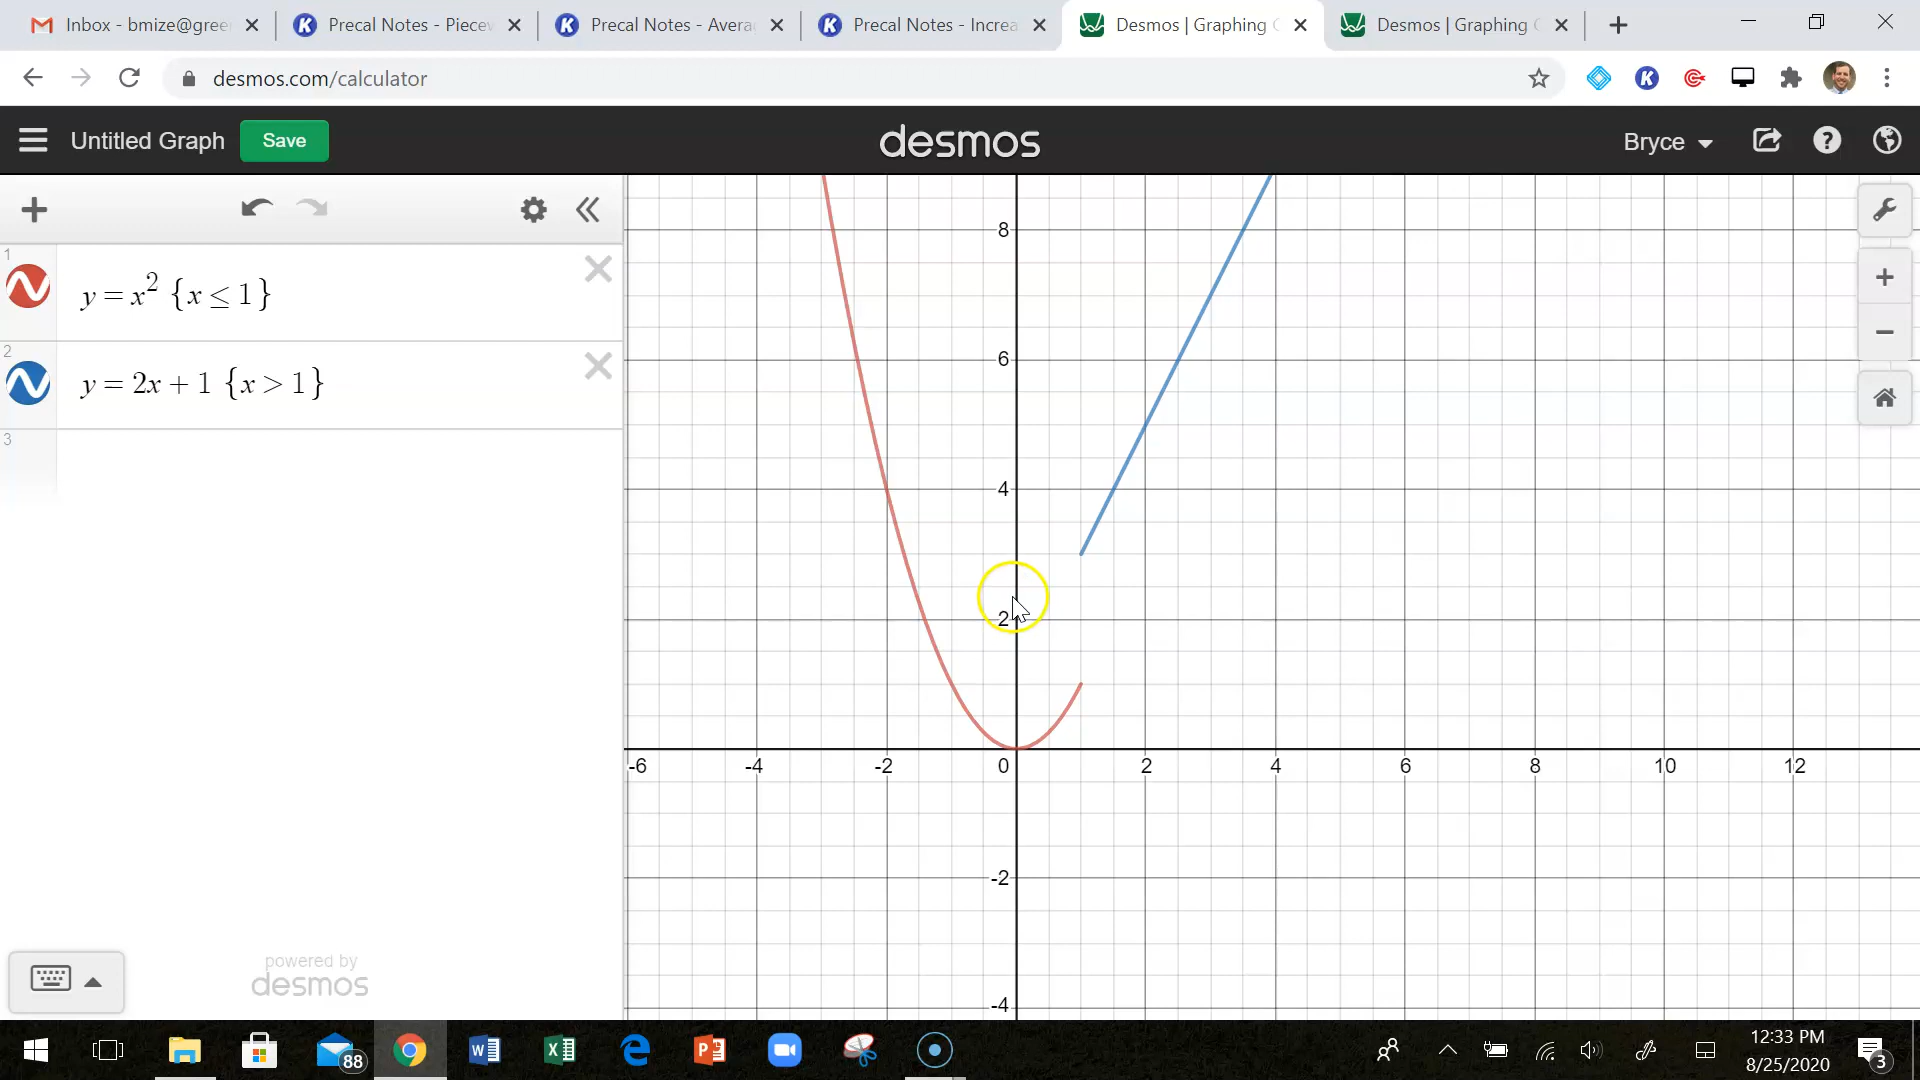 Inbox - bmize@gree
Precal Notes - Piecew
Precal Notes - Avera
Precal Notes - Increa
Desmos | Graphing C
Desmos | Graphing C
desmos.com/calculator
Untitled Graph
Save
desmos
Bryce
1
y = x² {x ≤ 1}
2
y = 2x + 1 {x > 1}
3
8
6
4
2
-6 -4 -2 0 2 4 6 8 10 12
-2
-4
powered by
desmos
88
12:33 PM
8/25/2020
3